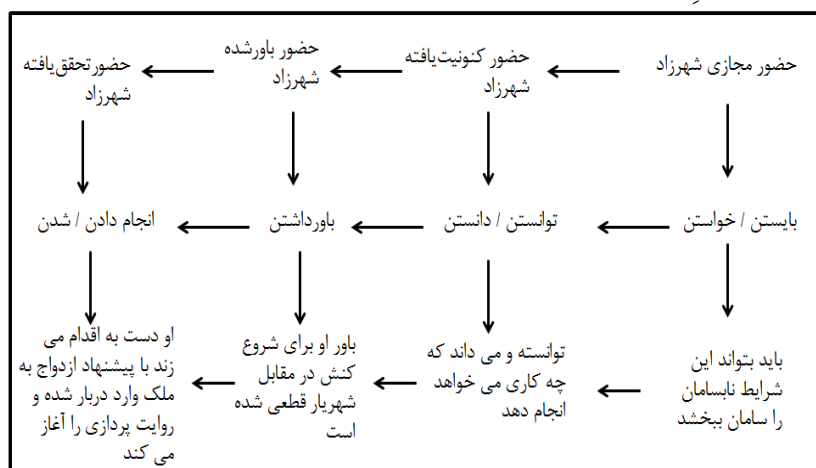 حضور مجازی شهرزاد
حضور کنونیت‌یافته
شهرزاد
حضور باورشده
شهرزاد
حضورتحقق‌یافته
شهرزاد
بایستن / خواستن
توانستن / دانستن
باورداشتن
انجام دادن / شدن
باید بتواند این
شرایط نابسامان
را سامان ببخشد
توانسته و می داند که
چه کاری می خواهد
انجام دهد
باور او برای شروع
کنش در مقابل
شهریار قطعی شده
است
او دست به اقدام می
زند با پیشنهاد ازدواج به
ملک وارد دربار شده و
روایت پردازی را آغاز
می کند